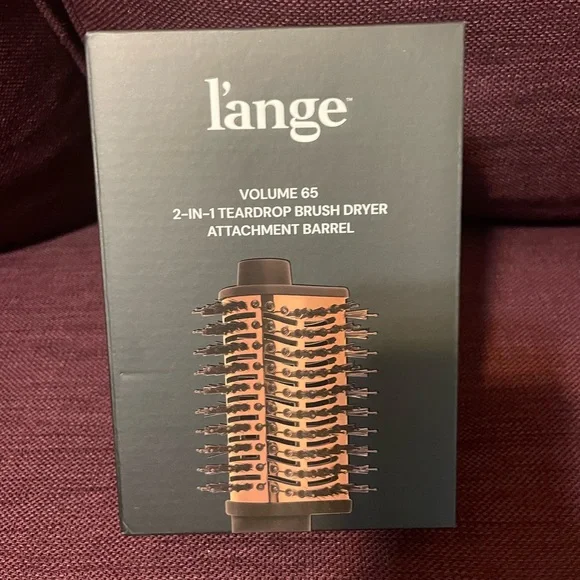 l'ange™
VOLUME 65
2-IN-1 TEARDROP BRUSH DRYER
ATTACHMENT BARREL